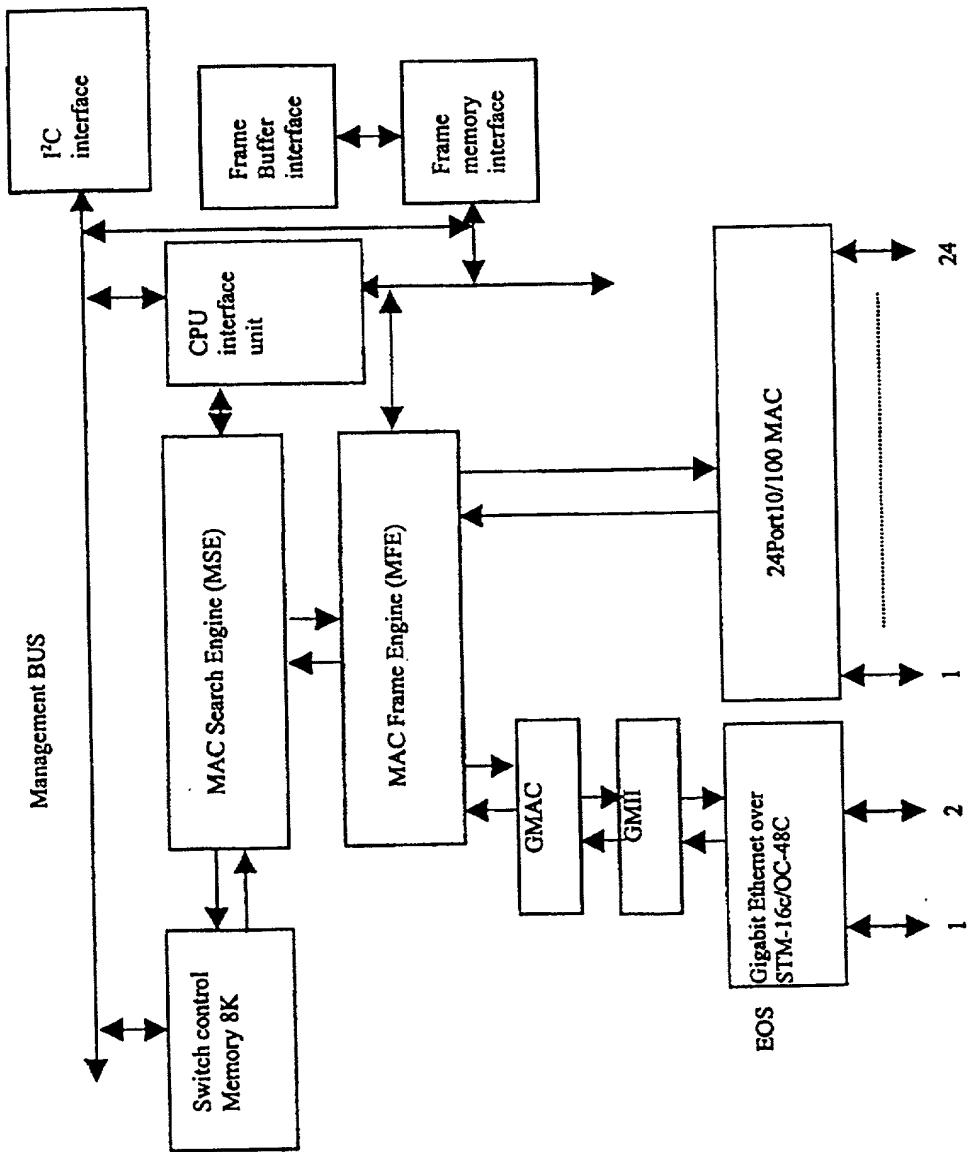 Management BUS
I²C
interface
Switch control
Memory 8K
MAC Search Engine (MSE)
CPU
interface
unit
Frame
Buffer
interface
MAC Frame Engine (MFE)
Frame
memory
interface
GMAC
GMII
EOS
Gigabit Ethernet over
STM-16c/OC-48C
24Port10/100 MAC
1
2
1
24